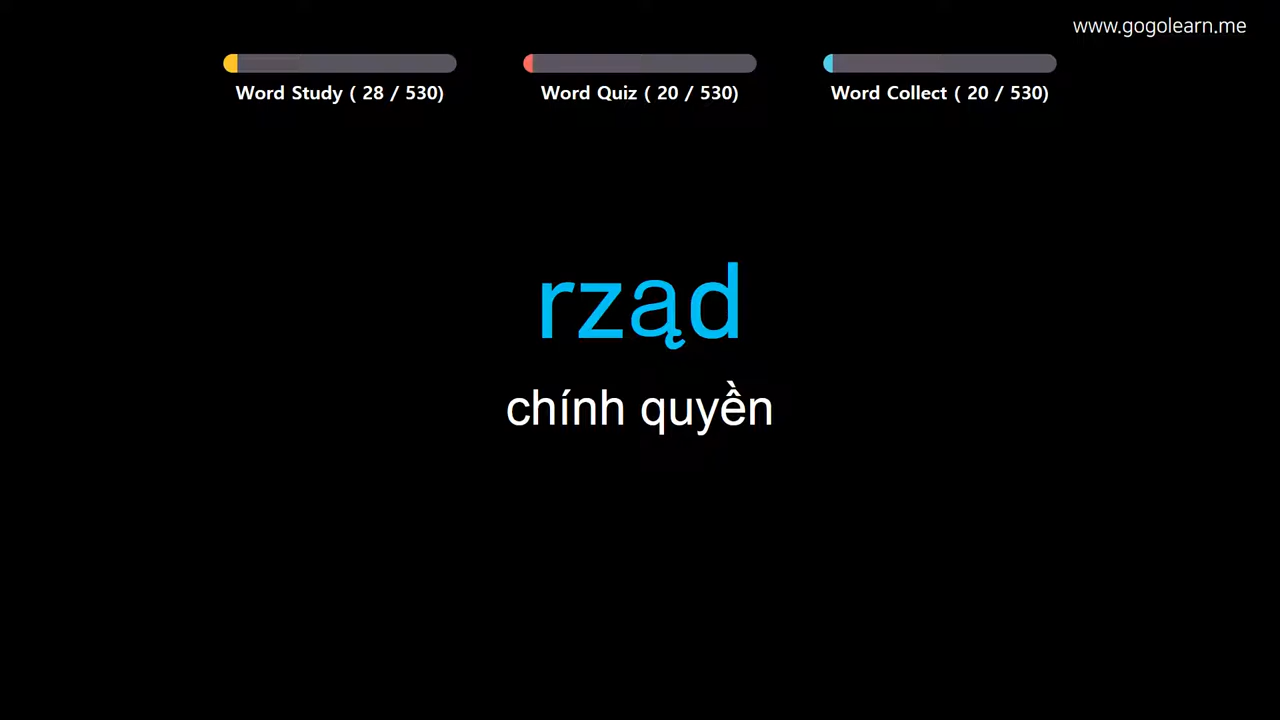 www.gogolearn.me
Word Study ( 28 / 530)
Word Quiz ( 20 / 530)
Word Collect ( 20 / 530)
rząd
chính quyền